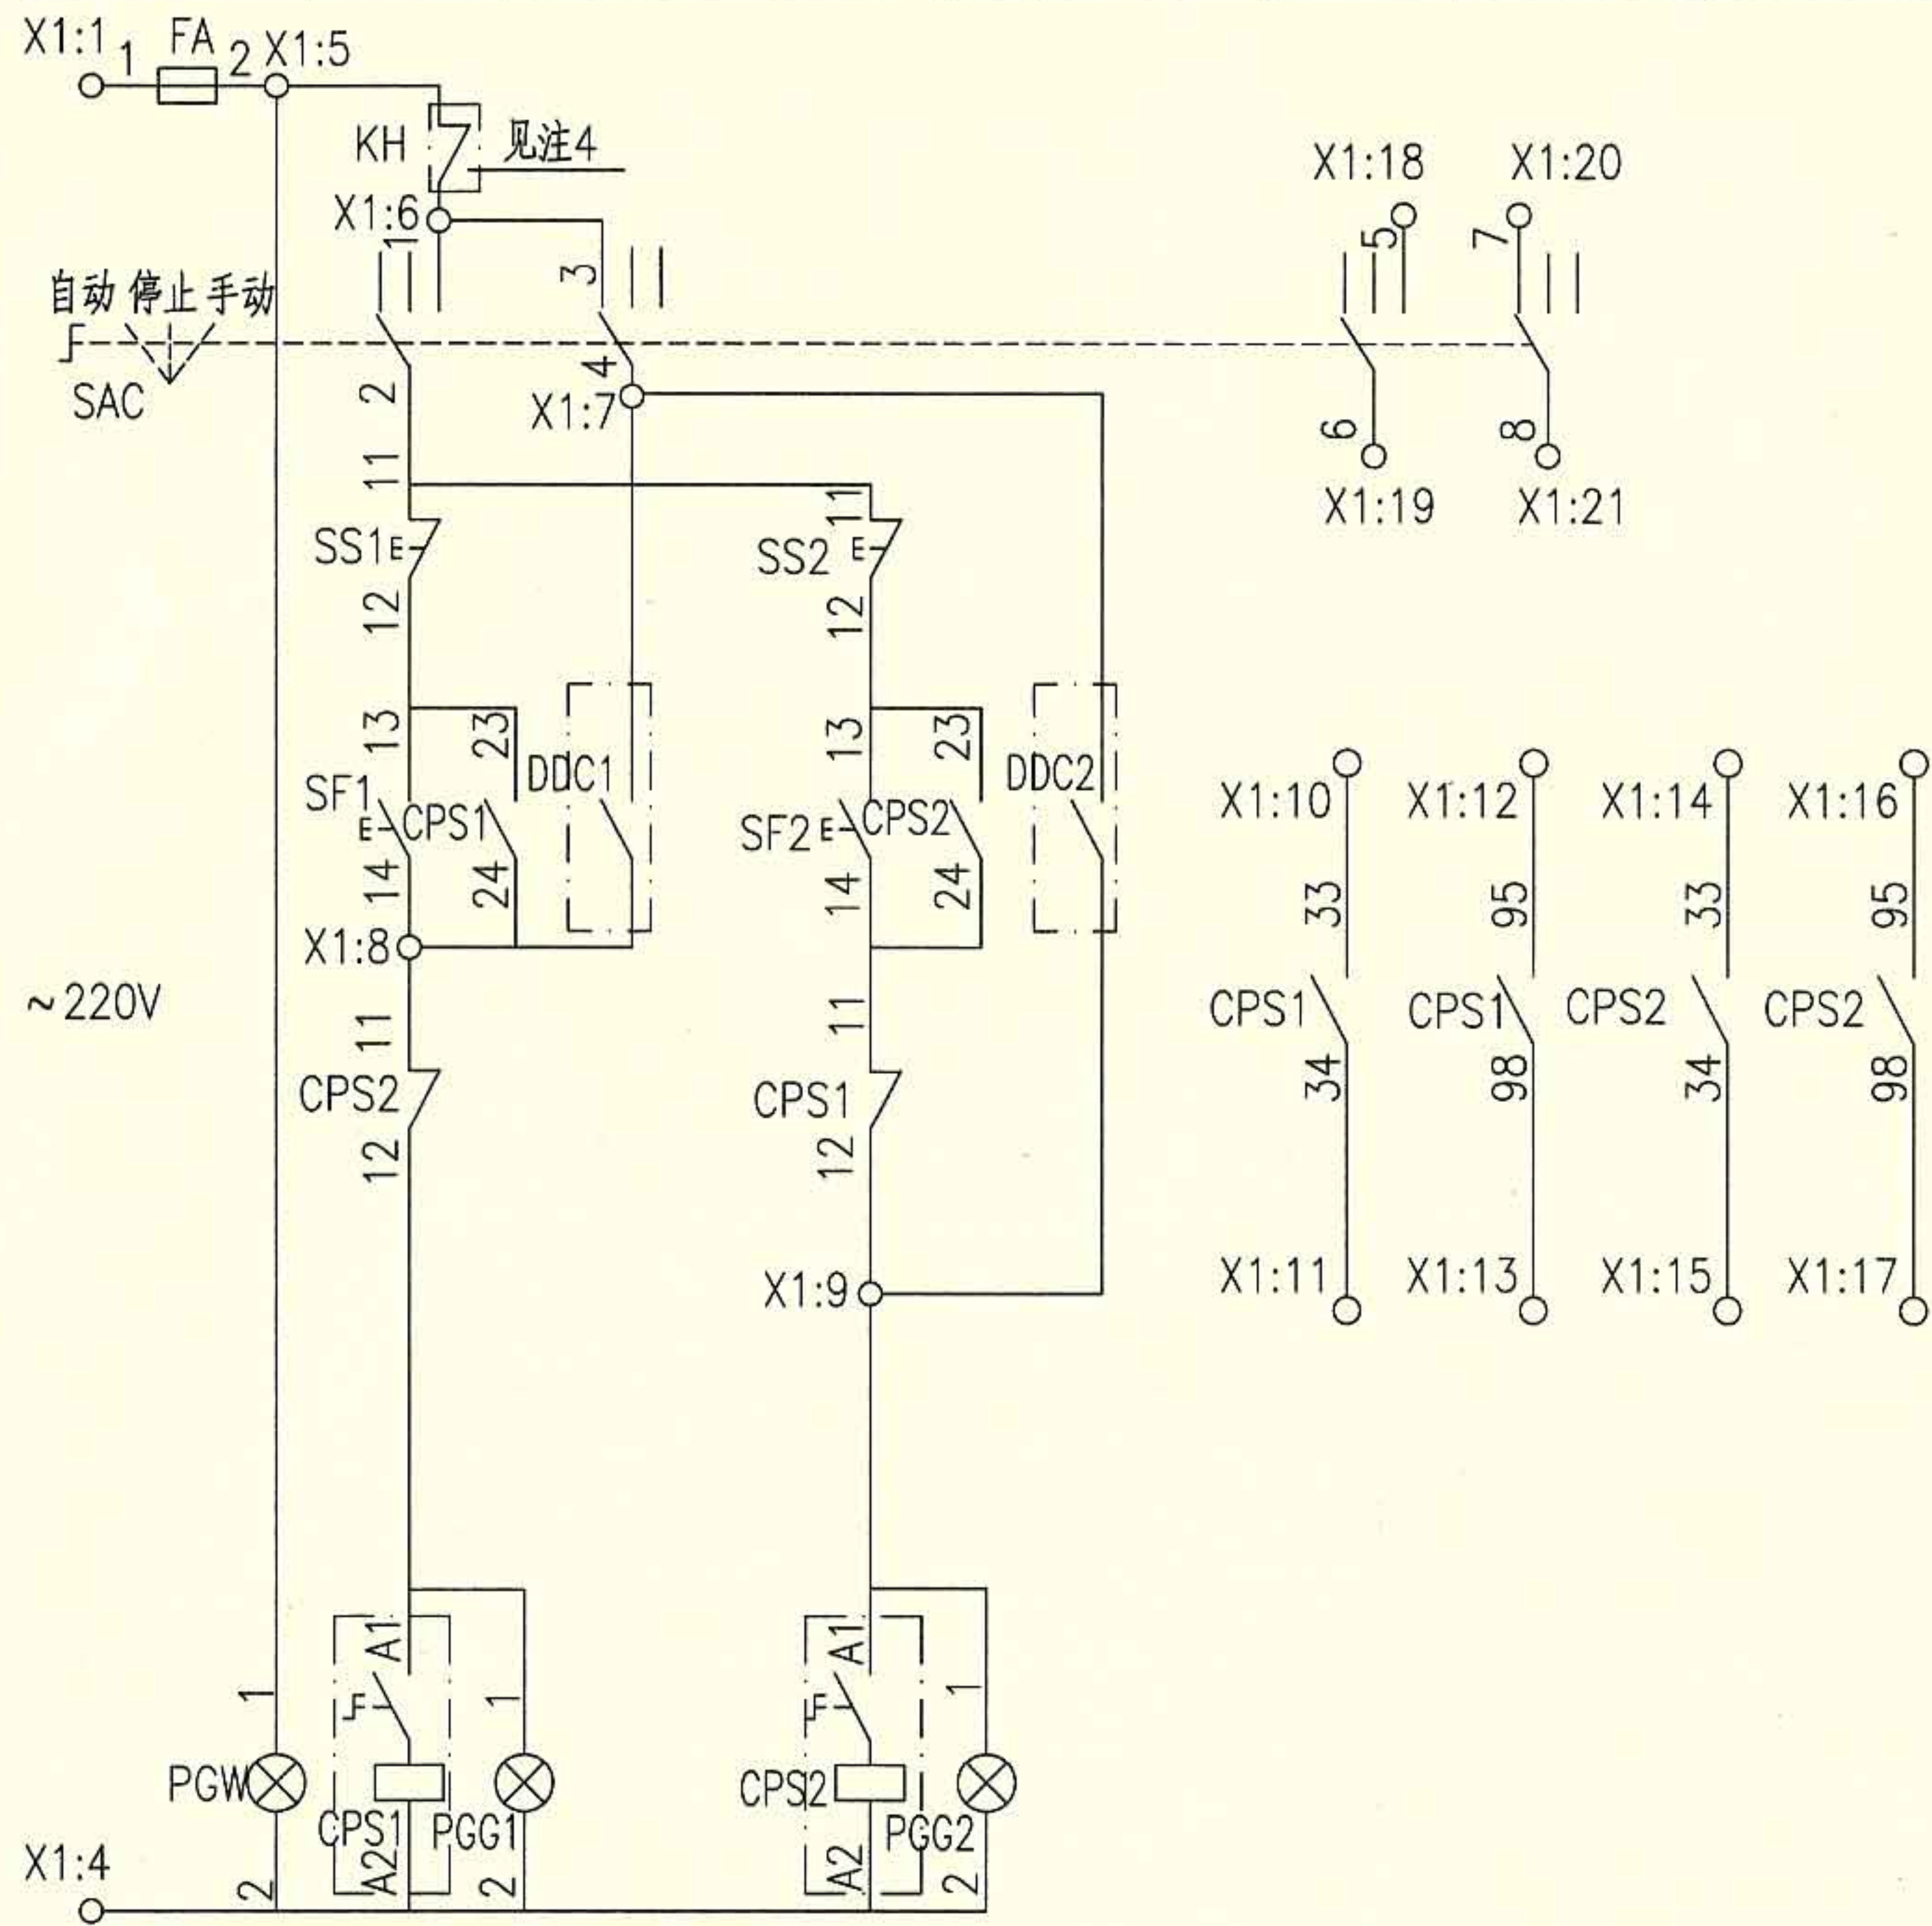 X1:1 1 FA 2 X1:5
KH 见注4
X1:6
X1:18 X1:20
1 3 5 7
自动 停止 手动
SAC
2 4 6 8
X1:7
X1:19 X1:21
11 11
SS1 E SS2 E
12 12
13 23 13 23
DDC1 DDC2
SF1 E CPS1 SF2 E CPS2
14 24 14 24
X1:8
X1:10 X1:12 X1:14 X1:16
33 95 33 95
~220V
11 11
CPS1 CPS1 CPS2 CPS2
34 98 34 98
CPS2 CPS1
12 12
X1:9
X1:11 X1:13 X1:15 X1:17
A1 A1
1 1 1
PGW CPS1 PGG1 CPS2 PGG2
2 A2 2 A2 2
X1:4